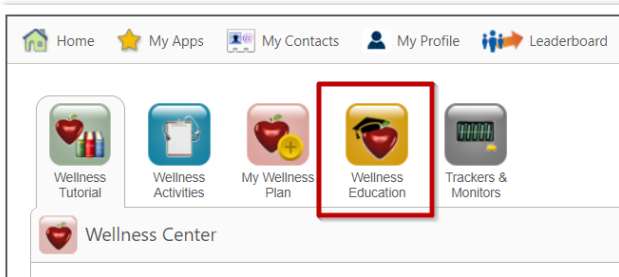 Home My Apps My Contacts My Profile Leaderboard
Wellness Tutorial
Wellness Activities
My Wellness Plan
Wellness Education
Trackers & Monitors
Wellness Center